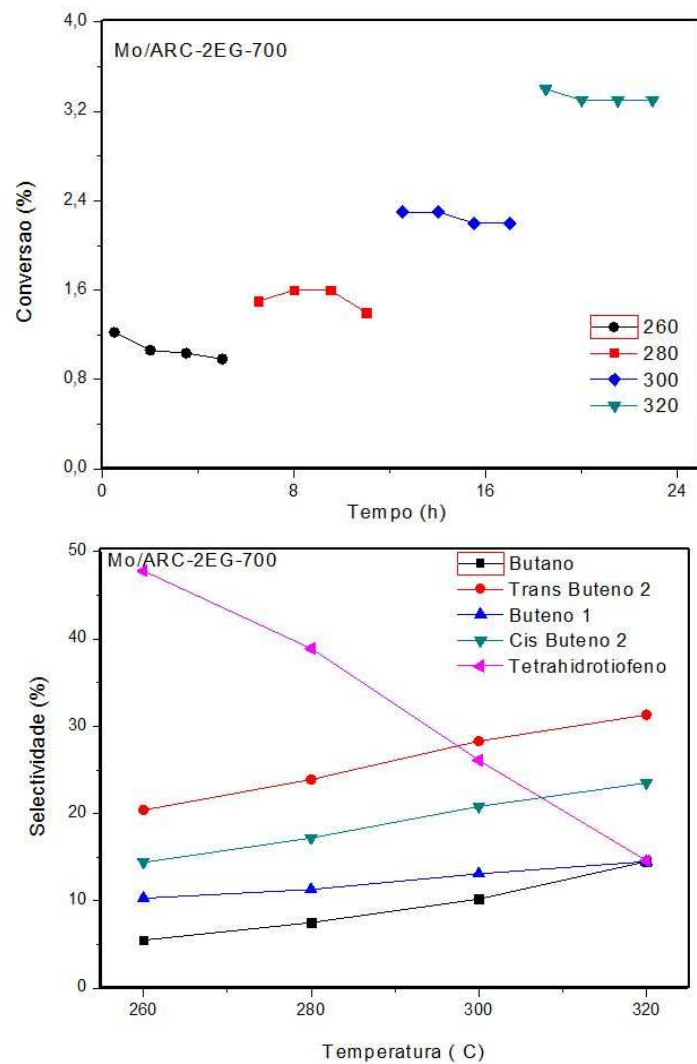 Mo/ARC-2EG-700
4,0
3,2
2,4
1,6
0,8
0,0
Conversao (%)
260
280
300
320
0 8 16 24
Tempo (h)
Mo/ARC-2EG-700
50
40
30
20
10
0
Selectividade (%)
Butano
Trans Buteno 2
Buteno 1
Cis Buteno 2
Tetrahidrotiofeno
260 280 300 320
Temperatura ( C)